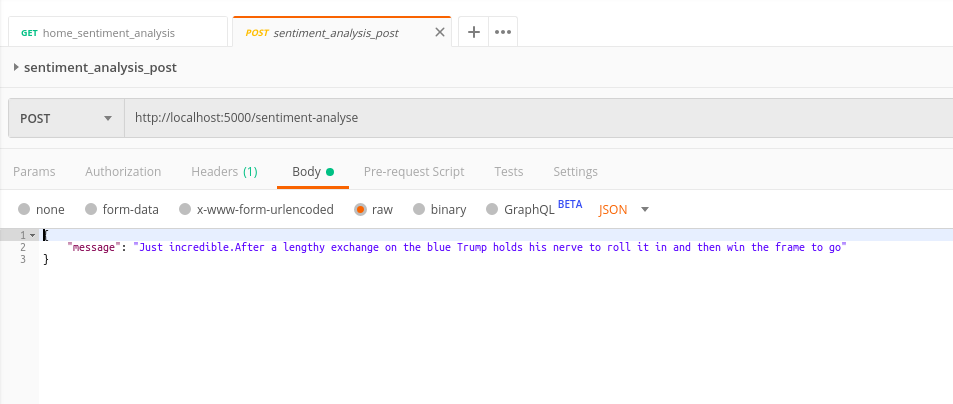 GET home_sentiment_analysis POST sentiment_analysis_post
sentiment_analysis_post
POST http://localhost:5000/sentiment-analyse
Params Authorization Headers (1) Body Pre-request Script Tests Settings
none form-data x-www-form-urlencoded raw binary GraphQL BETA JSON
1 {
2 "message": "Just incredible.After a lengthy exchange on the blue Trump holds his nerve to roll it in and then win the frame to go"
3 }